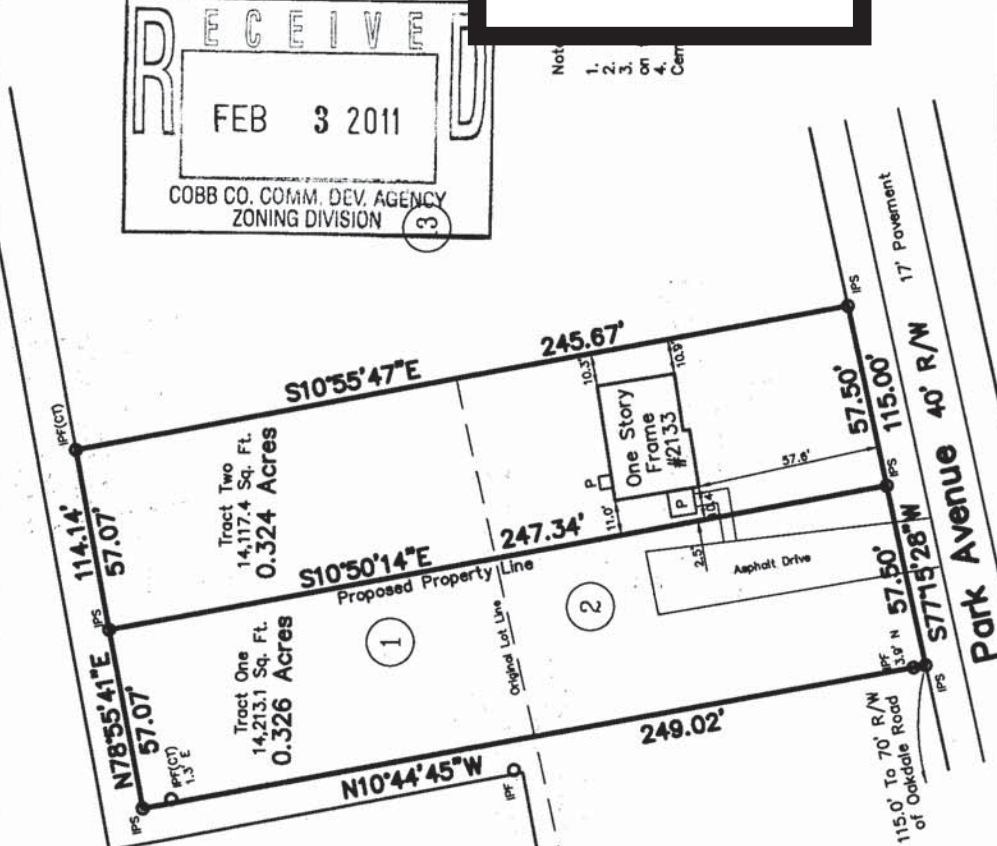 RECEIVED
FEB 3 2011
COBB CO. COMM. DEV. AGENCY
ZONING DIVISION
3
1.
2.
3.
on
4.
IPF(CT)
114.14'
57.07'
IPS
N78°55'41"E
57.07'
IPS
IPF(CT)
1.3' E
Tract Two
14,117.4 Sq. Ft.
0.324 Acres
S10°55'47"E
245.67'
Tract One
14,213.1 Sq. Ft.
0.326 Acres
1
S10°50'14"E
247.34'
Proposed Property Line
Original Lot Line
2
N10°44'45"W
249.02'
IPF
10.3'
10.9'
One Story
Frame
#2133
P
P
11.0'
2.5'
57.6'
Asphalt Drive
IPS
57.50'
115.00'
IPS
57.50'
S77°15'28"W
IPF
3.9' N
IPS
17' Pavement
Park Avenue 40' R/W
115.0' To 70' R/W
of Oakdale Road